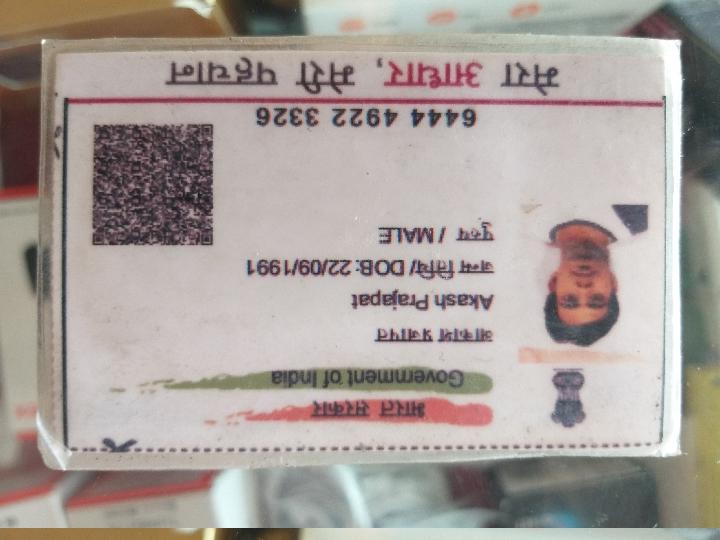 भारत सरकार
Government of India
आकाश प्रजापत
Akash Prajapat
जन्म तिथि/ DOB: 22/09/1991
पुरुष / MALE
6444 4922 3326
मेरा आधार, मेरी पहचान